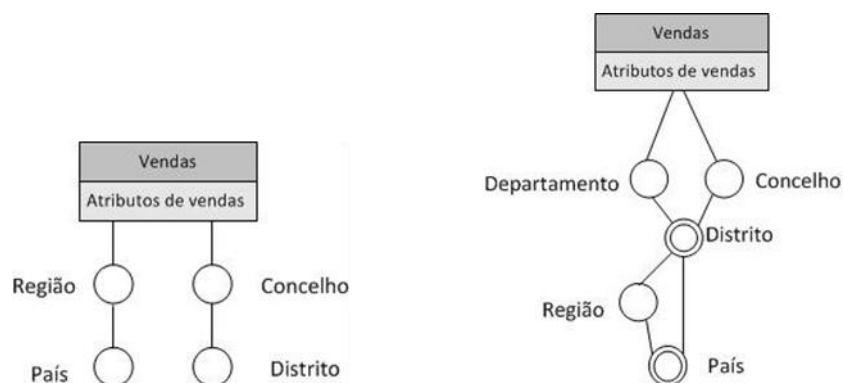 Vendas
Atributos de vendas
Região
Concelho
País
Distrito
Vendas
Atributos de vendas
Departamento
Concelho
Distrito
Região
País